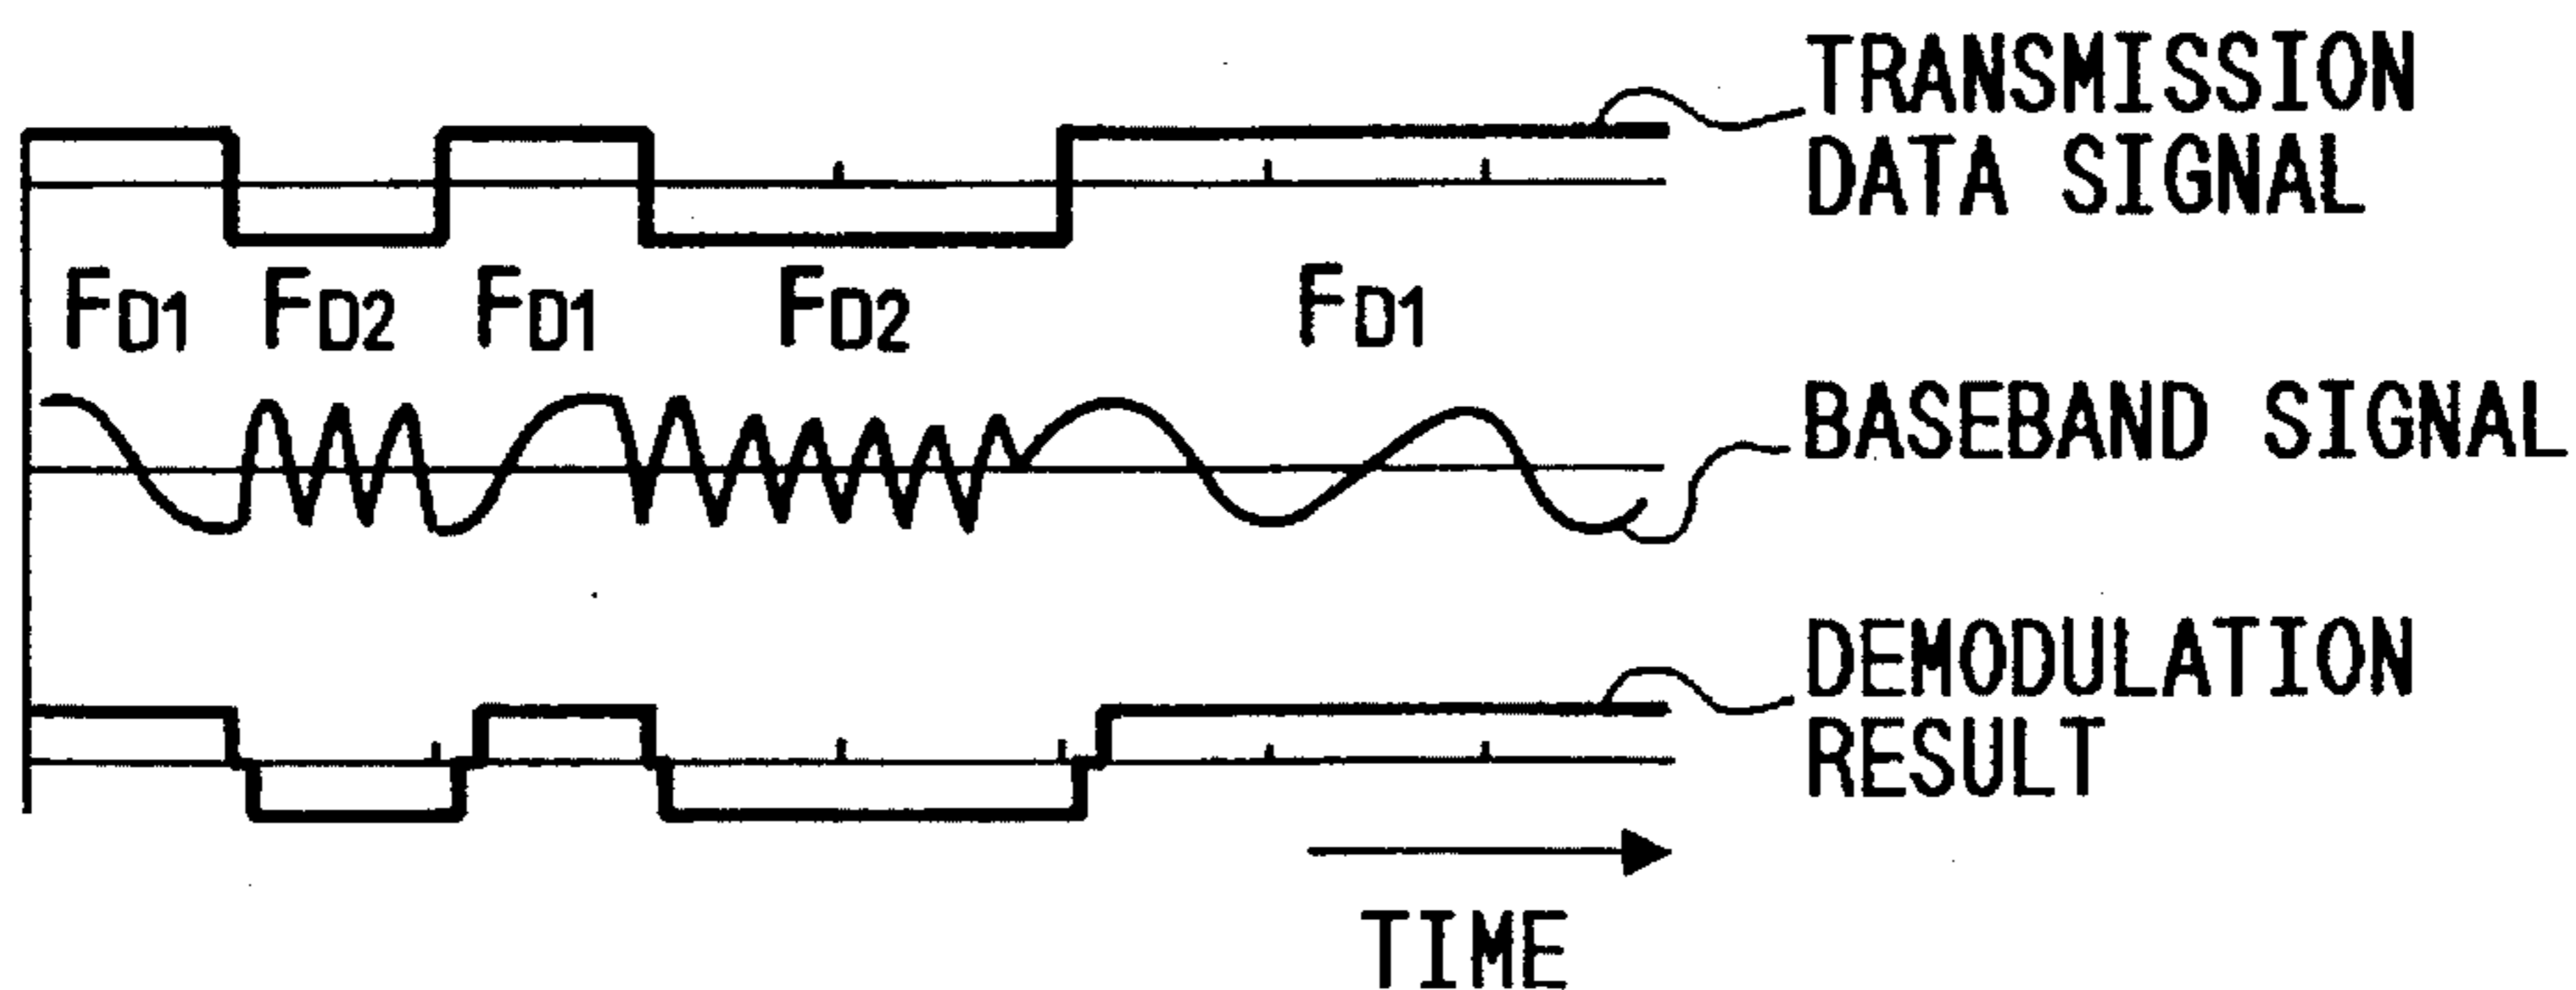 TRANSMISSION
DATA SIGNAL
FD1 FD2 FD1 FD2 FD1
BASEBAND SIGNAL
DEMODULATION
RESULT
TIME